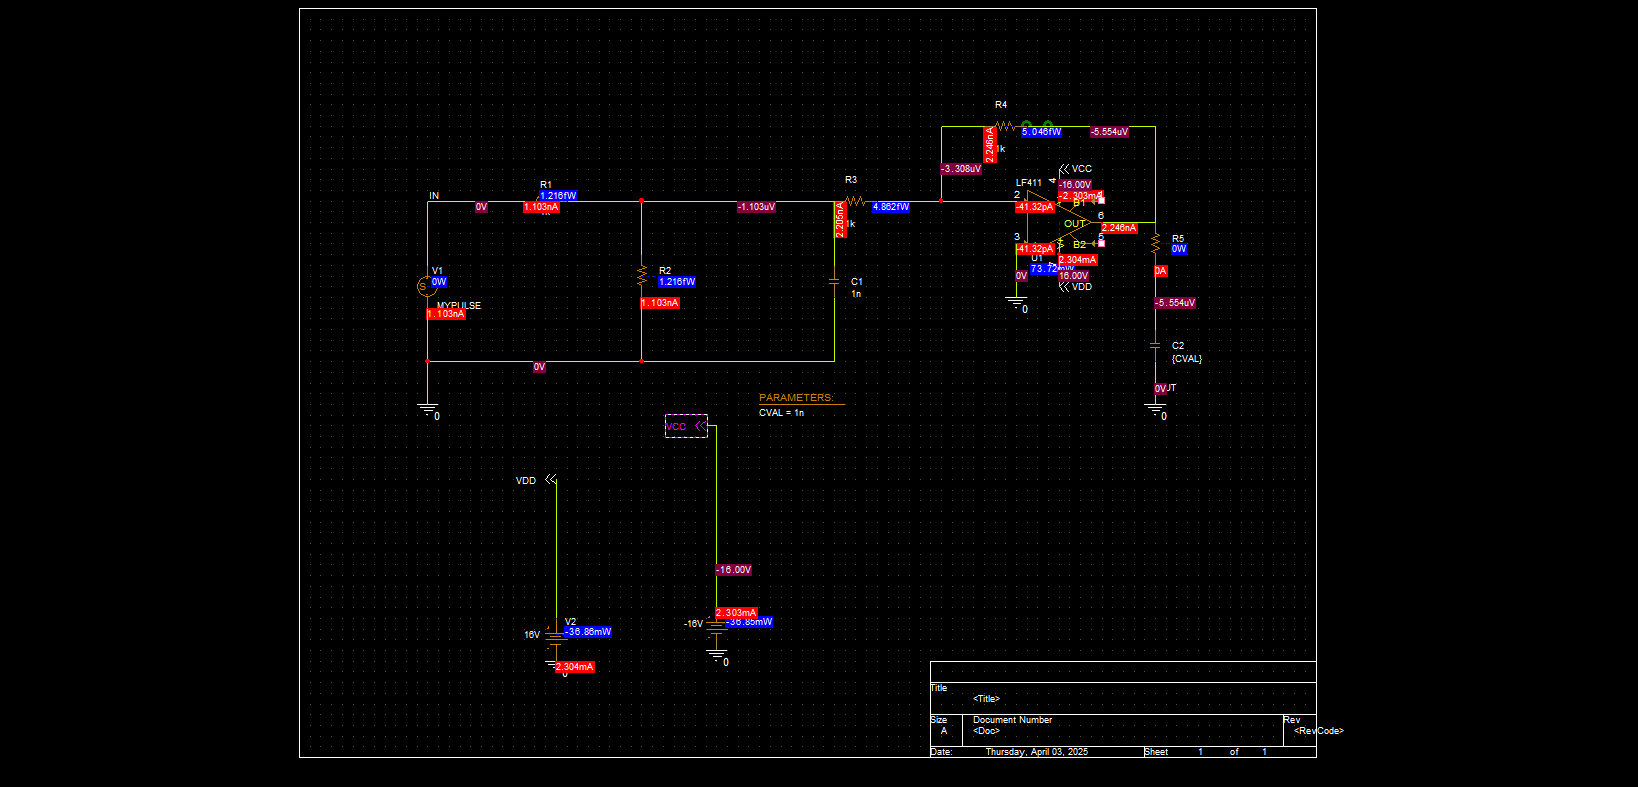 R4
5.046fW
-5.554uV
2.246nA
1k
-3.308uV
VCC
R3
LF411
4
-16.00V
IN
R1
1.216fW
-2.303mA
0V
1.103nA
-1.103uV
2.205nA
1k
4.862fW
2
-41.32pA
B1
6
OUT
2.246nA
3
-41.32pA
B2
5
R5
0W
U1
2.304mA
0V
16.00V
0A
VDD
V1
0W
R2
1.216fW
C1
1n
MYPULSE
1.103nA
1.103nA
0
-5.554uV
C2
{CVAL}
0V
0V
0
PARAMETERS:
CVAL = 1n
0
VCC
VDD
-16.00V
2.303mA
-16V
-36.85mW
V2
16V
-36.86mW
0
2.304mA
0
Title
<Title>
Size
Document Number
Rev
A
<Doc>
<RevCode>
Date:
Thursday, April 03, 2025
Sheet
1
of
1